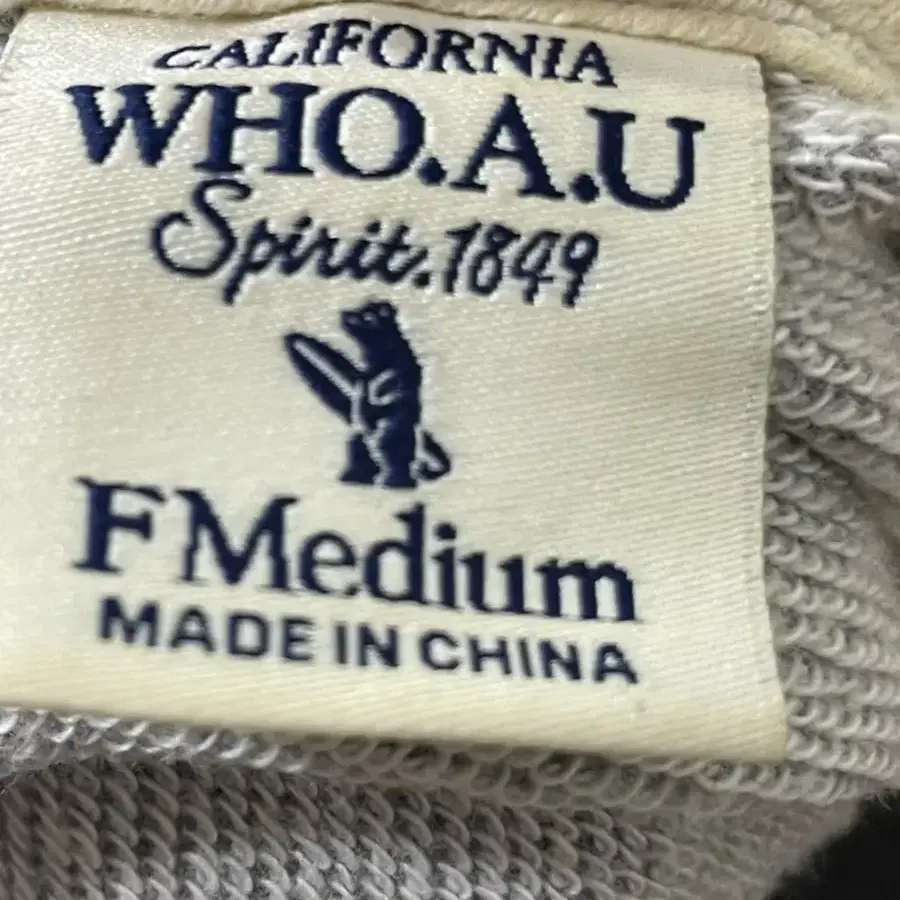 CALIFORNIA
WHO.A.U
Spirit.1849
F Medium
MADE IN CHINA